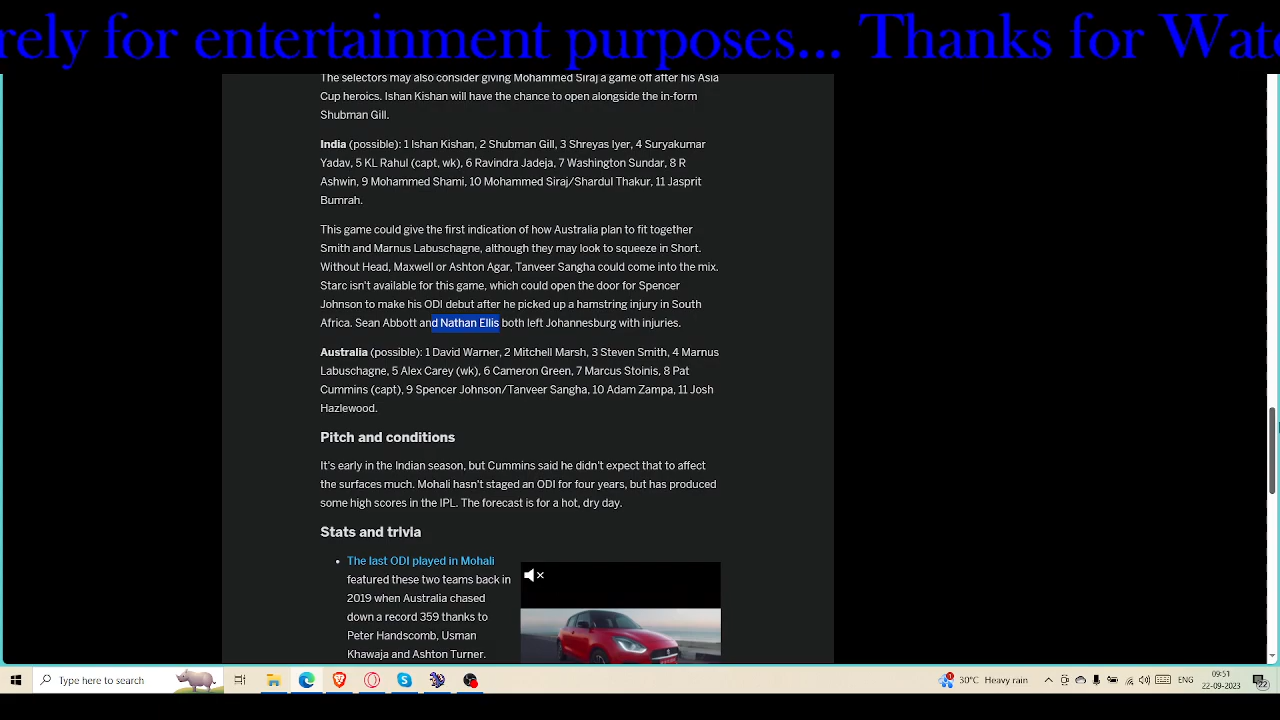 rely for entertainment purposes... Thanks for Wat
The selectors may also consider giving Mohammed Siraj a game off after his Asia
Cup heroics. Ishan Kishan will have the chance to open alongside the in-form
Shubman Gill.
India (possible): 1 Ishan Kishan, 2 Shubman Gill, 3 Shreyas Iyer, 4 Suryakumar
Yadav, 5 KL Rahul (capt, wk), 6 Ravindra Jadeja, 7 Washington Sundar, 8 R
Ashwin, 9 Mohammed Shami, 10 Mohammed Siraj/Shardul Thakur, 11 Jasprit
Bumrah.
This game could give the first indication of how Australia plan to fit together
Smith and Marnus Labuschagne, although they may look to squeeze in Short.
Without Head, Maxwell or Ashton Agar, Tanveer Sangha could come into the mix.
Starc isn't available for this game, which could open the door for Spencer
Johnson to make his ODI debut after he picked up a hamstring injury in South
Africa. Sean Abbott and Nathan Ellis both left Johannesburg with injuries.
Australia (possible): 1 David Warner, 2 Mitchell Marsh, 3 Steven Smith, 4 Marnus
Labuschagne, 5 Alex Carey (wk), 6 Cameron Green, 7 Marcus Stoinis, 8 Pat
Cummins (capt), 9 Spencer Johnson/Tanveer Sangha, 10 Adam Zampa, 11 Josh
Hazlewood.
Pitch and conditions
It's early in the Indian season, but Cummins said he didn't expect that to affect
the surfaces much. Mohali hasn't staged an ODI for four years, but has produced
some high scores in the IPL. The forecast is for a hot, dry day.
Stats and trivia
• The last ODI played in Mohali
featured these two teams back in
2019 when Australia chased
down a record 359 thanks to
Peter Handscomb, Usman
Khawaja and Ashton Turner.
Type here to search
30°C Heavy rain
ENG
09:51
22-09-2023
22